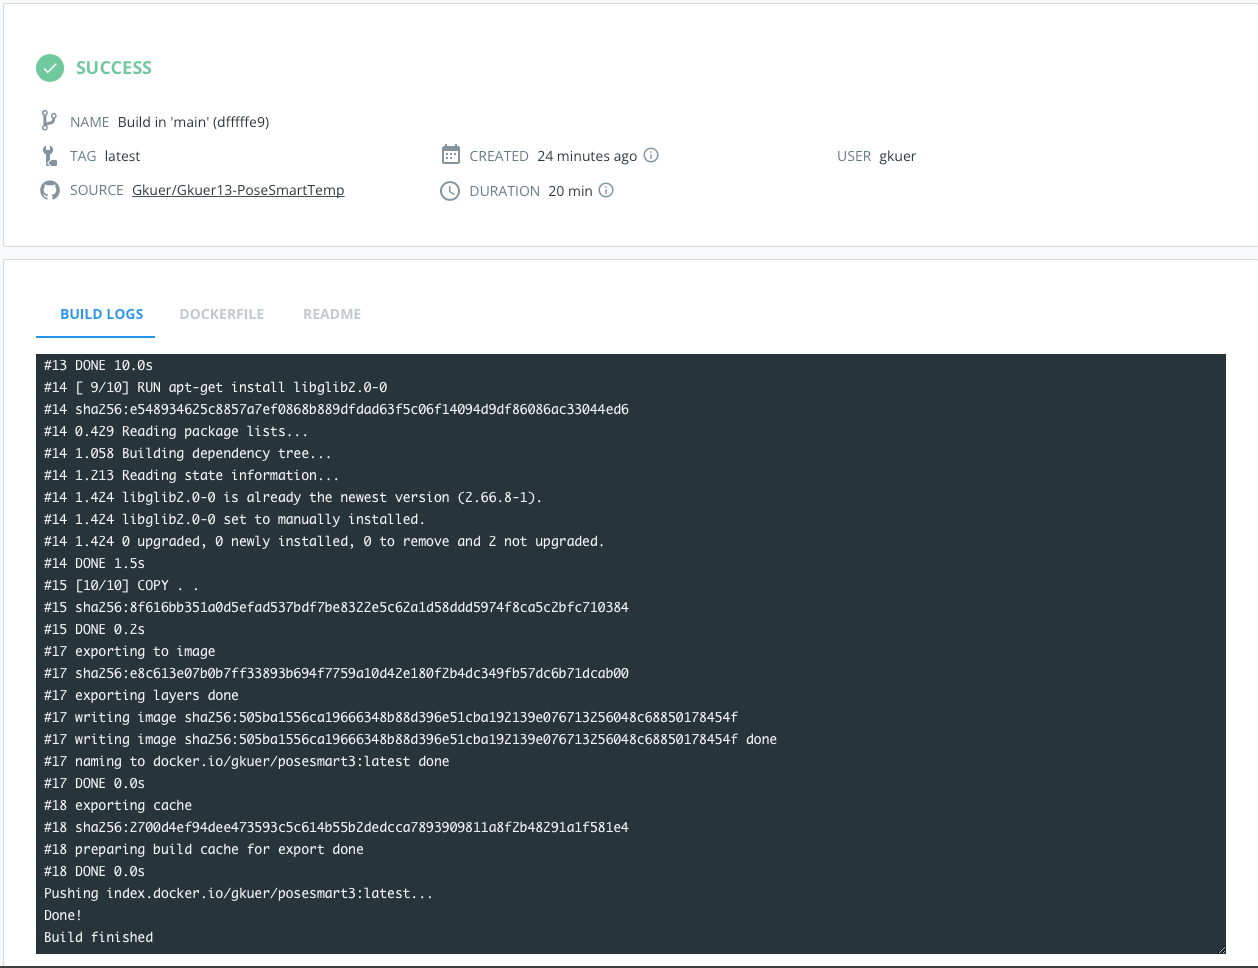 SUCCESS
NAME Build in 'main' (dfffffe9)
TAG latest
CREATED 24 minutes ago
USER gkuer
SOURCE Gkuer/Gkuer13-PoseSmartTemp
DURATION 20 min
BUILD LOGS DOCKERFILE README
#13 DONE 10.0s
#14 [ 9/10] RUN apt-get install libglib2.0-0
#14 sha256:e548934625c8857a7ef0868b889dfdad63f5c06f14094d9df86086ac33044ed6
#14 0.429 Reading package lists...
#14 1.058 Building dependency tree...
#14 1.213 Reading state information...
#14 1.424 libglib2.0-0 is already the newest version (2.66.8-1).
#14 1.424 libglib2.0-0 set to manually installed.
#14 1.424 0 upgraded, 0 newly installed, 0 to remove and 2 not upgraded.
#14 DONE 1.5s
#15 [10/10] COPY . .
#15 sha256:8f616bb351a0d5efad537bdf7be8322e5c62a1d58ddd5974f8ca5c2bfc710384
#15 DONE 0.2s
#17 exporting to image
#17 sha256:e8c613e07b0b7ff33893b694f7759a10d42e180f2b4dc349fb57dc6b71dcab00
#17 exporting layers done
#17 writing image sha256:505ba1556ca19666348b88d396e51cba192139e076713256048c68850178454f
#17 writing image sha256:505ba1556ca19666348b88d396e51cba192139e076713256048c68850178454f done
#17 naming to docker.io/gkuer/posesmart3:latest done
#17 DONE 0.0s
#18 exporting cache
#18 sha256:2700d4ef94dee473593c5c614b55b2dedcca7893909811a8f2b48291a1f581e4
#18 preparing build cache for export done
#18 DONE 0.0s
Pushing index.docker.io/gkuer/posesmart3:latest...
Done!
Build finished